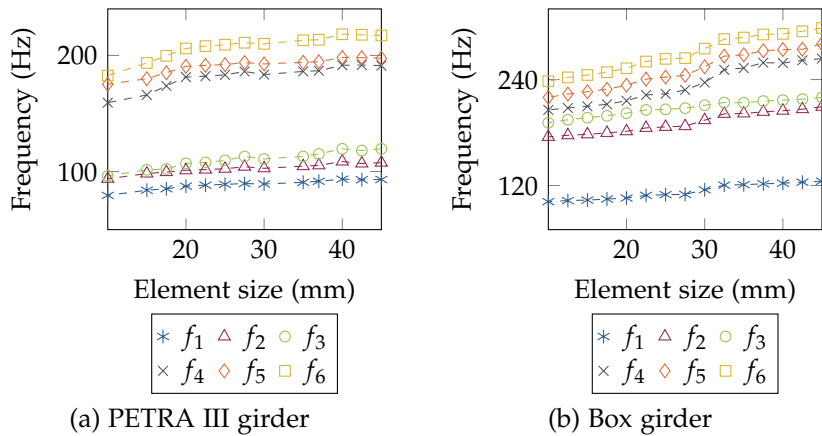 200
100
Frequency (Hz)
20 30 40
Element size (mm)
f1 f2 f3
f4 f5 f6
(a) PETRA III girder
240
120
Frequency (Hz)
20 30 40
Element size (mm)
f1 f2 f3
f4 f5 f6
(b) Box girder